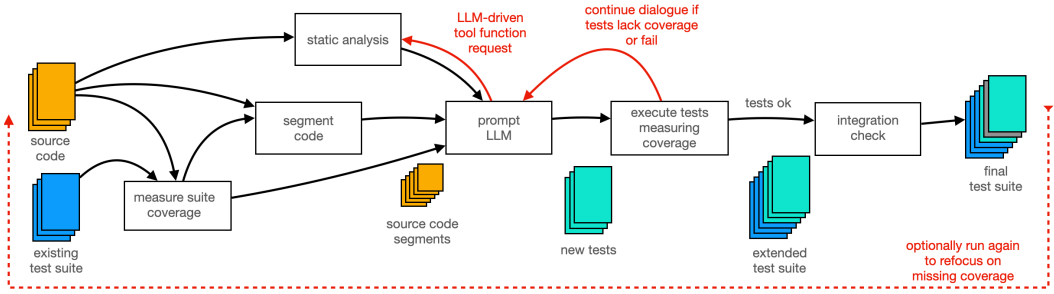 static analysis
LLM-driven
tool function
request
continue dialogue if
tests lack coverage
or fail
source
code
segment
code
prompt
LLM
execute tests
measuring
coverage
tests ok
integration
check
final
test suite
existing
test suite
measure suite
coverage
source code
segments
new tests
extended
test suite
optionally run again
to refocus on
missing coverage